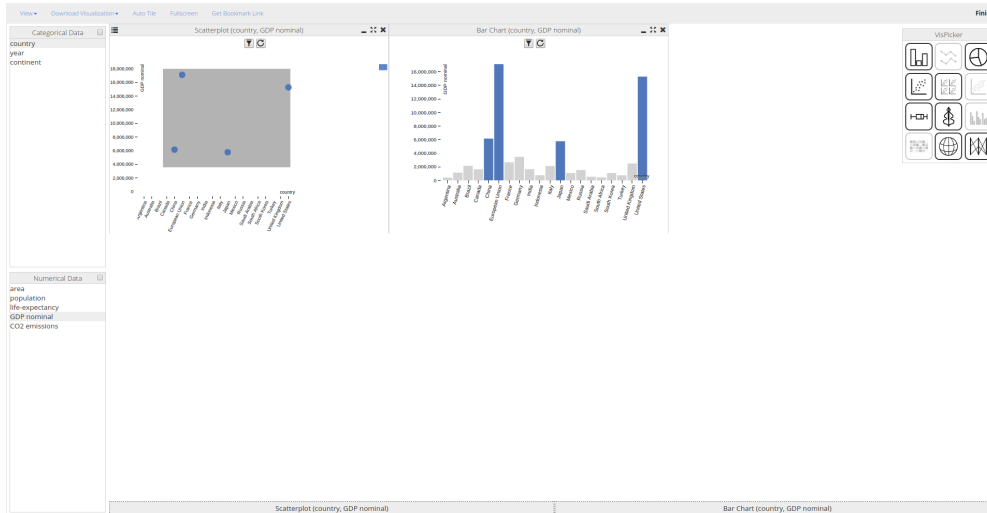 View Download Visualization Auto Tile Fullscreen Get Bookmark Link Fini
Categorical Data
country
year
continent
Numerical Data
area
population
life-expectancy
GDP nominal
CO2 emissions
Scatterplot (country, GDP nominal)
GDP nominal
18,000,000
16,000,000
14,000,000
12,000,000
10,000,000
8,000,000
6,000,000
4,000,000
2,000,000
0
country
Argentina
Australia
Brazil
Canada
China
European Union
France
Germany
India
Indonesia
Italy
Japan
Mexico
Russia
Saudi Arabia
South Africa
South Korea
Turkey
United Kingdom
United States
Bar Chart (country, GDP nominal)
GDP nominal
16,000,000
14,000,000
12,000,000
10,000,000
8,000,000
6,000,000
4,000,000
2,000,000
0
country
Argentina
Australia
Brazil
Canada
China
European Union
France
Germany
India
Indonesia
Italy
Japan
Mexico
Russia
Saudi Arabia
South Africa
South Korea
Turkey
United Kingdom
United States
VisPicker
Scatterplot (country, GDP nominal)
Bar Chart (country, GDP nominal)